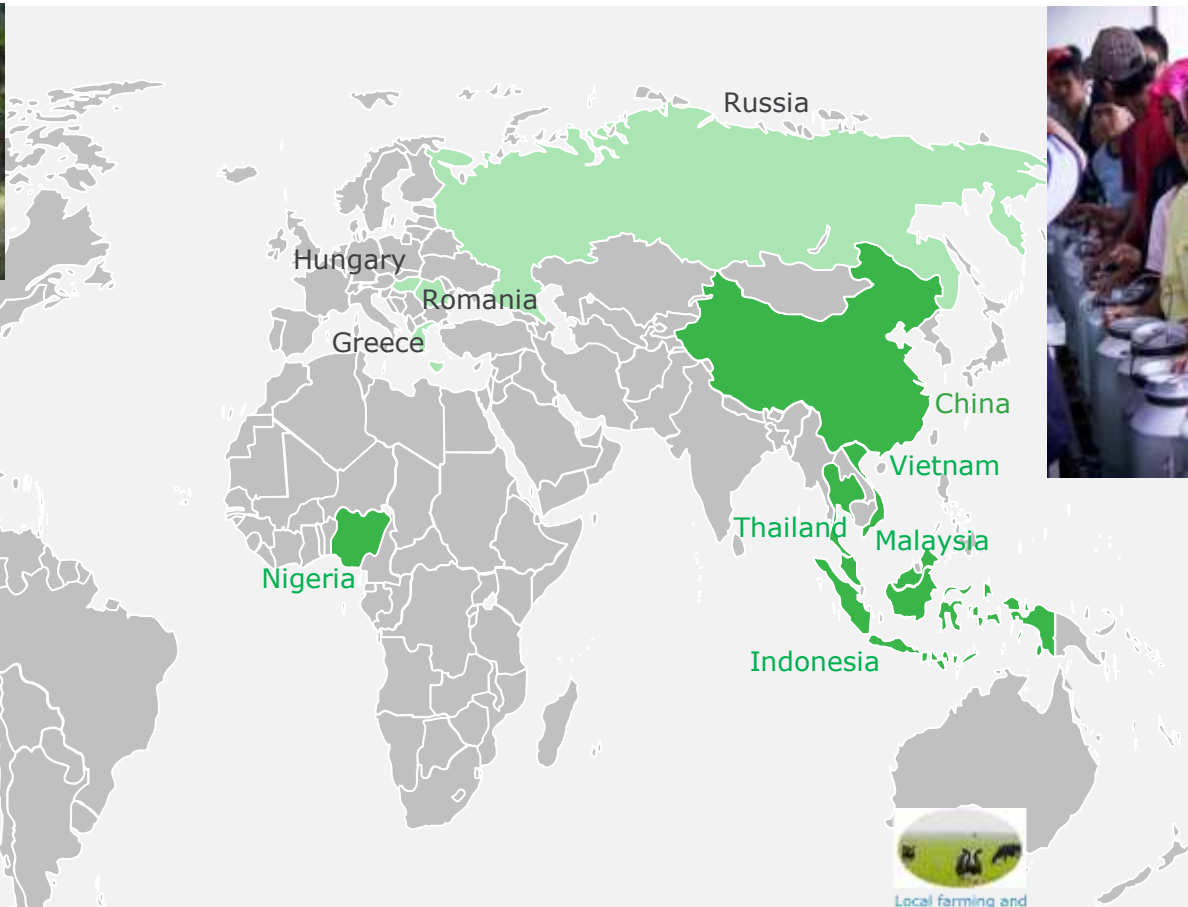 Russia
Hungary
Romania
Greece
China
Vietnam
Thailand
Malaysia
Nigeria
Indonesia
Local farming and